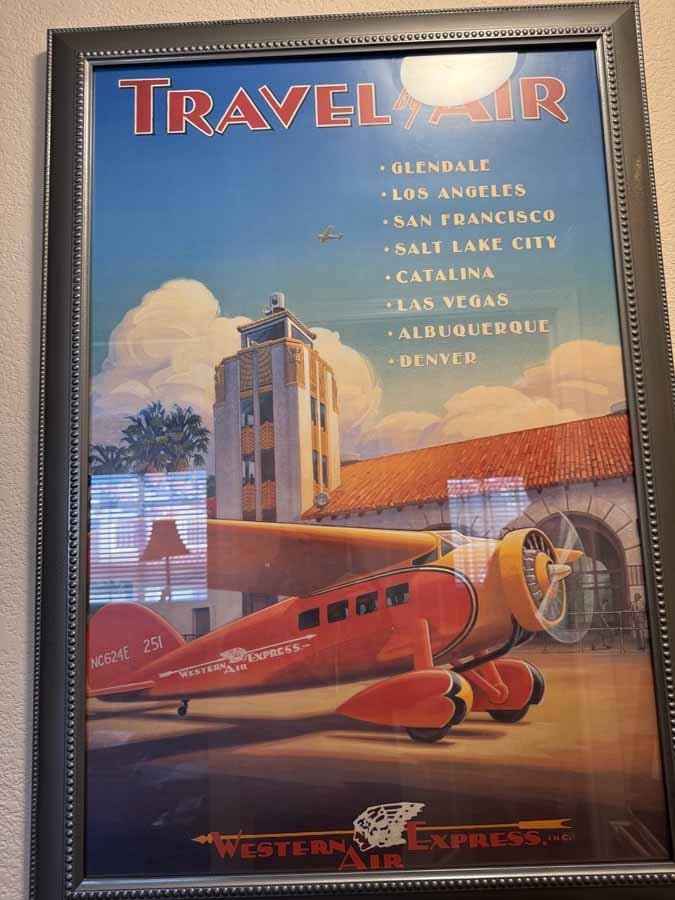 TRAVEL by AIR
• GLENDALE
• LOS ANGELES
• SAN FRANCISCO
• SALT LAKE CITY
• CATALINA
• LAS VEGAS
• ALBUQUERQUE
• DENVER
NC624E 251
WESTERN AIR EXPRESS
WESTERN AIR EXPRESS, INC.